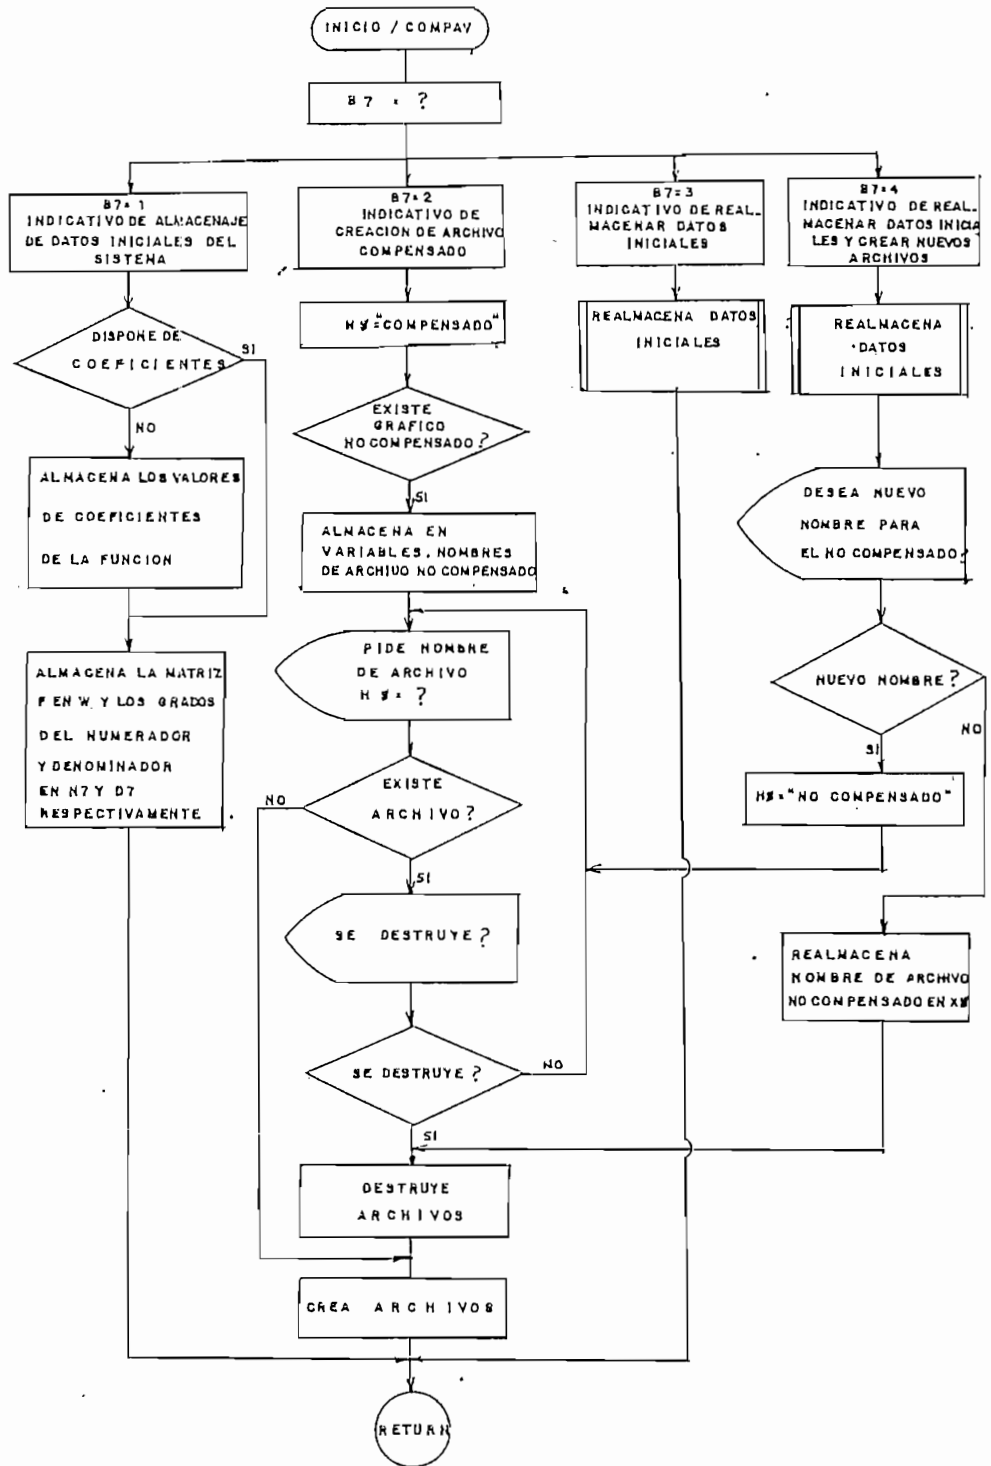 INICIO / COMPAV
B7 = ?
B7=1
INDICATIVO DE ALMACENAJE
DE DATOS INICIALES DEL
SISTEMA
DISPONE DE
COEFICIENTES
SI
NO
ALMACENA LOS VALORES
DE COEFICIENTES
DE LA FUNCION
ALMACENA LA MATRIZ
F EN W Y LOS GRADOS
DEL NUMERADOR
Y DENOMINADOR
EN N7 Y D7
RESPECTIVAMENTE
B7=2
INDICATIVO DE
CREACION DE ARCHIVO
COMPENSADO
H$="COMPENSADO"
EXISTE
GRAFICO
NO COMPENSADO?
SI
ALMACENA EN
VARIABLES, NOMBRES
DE ARCHIVO NO COMPENSADO
PIDE NOMBRE
DE ARCHIVO
H$= ?
EXISTE
ARCHIVO?
NO
SI
SE DESTRUYE?
SE DESTRUYE?
NO
SI
DESTRUYE
ARCHIVOS
CREA ARCHIVOS
RETURN
B7=3
INDICATIVO DE REAL_
MACENAR DATOS
INICIALES
REALMACENA DATOS
INICIALES
B7=4
INDICATIVO DE REAL_
MACENAR DATOS INICIA
LES Y CREAR NUEVOS
ARCHIVOS
REALMACENA
DATOS
INICIALES
DESEA NUEVO
NOMBRE PARA
EL NO COMPENSADO?
NUEVO NOMBRE?
NO
SI
H$="NO COMPENSADO"
REALMACENA
NOMBRE DE ARCHIVO
NO COMPENSADO EN X$